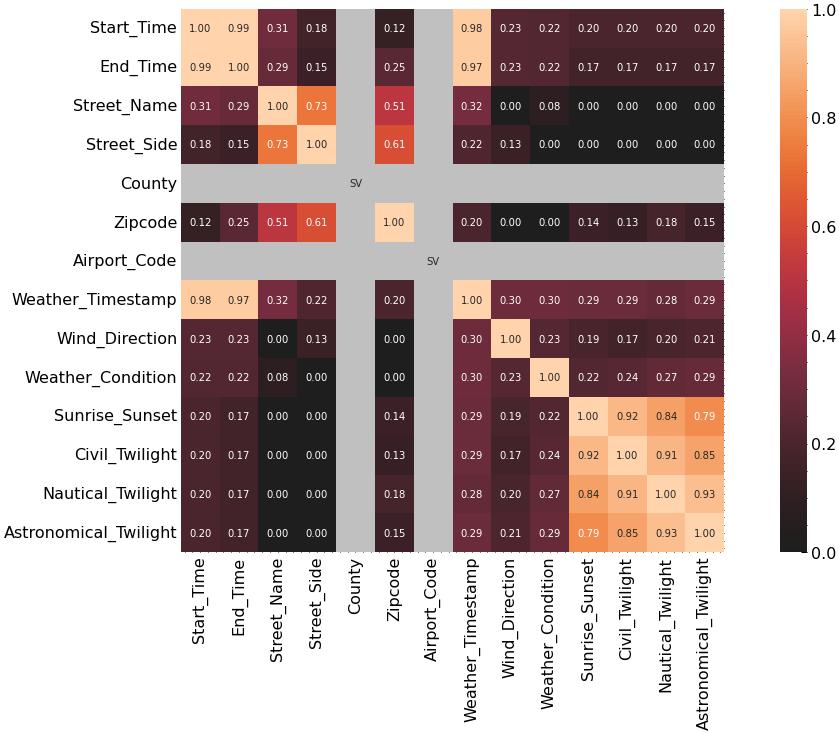 Start_Time 1.00 0.99 0.31 0.18 0.12 0.98 0.23 0.22 0.20 0.20 0.20 0.20
End_Time 0.99 1.00 0.29 0.15 0.25 0.97 0.23 0.22 0.17 0.17 0.17 0.17
Street_Name 0.31 0.29 1.00 0.73 0.51 0.32 0.00 0.08 0.00 0.00 0.00 0.00
Street_Side 0.18 0.15 0.73 1.00 0.61 0.22 0.13 0.00 0.00 0.00 0.00 0.00
County SV
Zipcode 0.12 0.25 0.51 0.61 1.00 0.20 0.00 0.00 0.14 0.13 0.18 0.15
Airport_Code SV
Weather_Timestamp 0.98 0.97 0.32 0.22 0.20 1.00 0.30 0.30 0.29 0.29 0.28 0.29
Wind_Direction 0.23 0.23 0.00 0.13 0.00 0.30 1.00 0.23 0.19 0.17 0.20 0.21
Weather_Condition 0.22 0.22 0.08 0.00 0.00 0.30 0.23 1.00 0.22 0.24 0.27 0.29
Sunrise_Sunset 0.20 0.17 0.00 0.00 0.14 0.29 0.19 0.22 1.00 0.92 0.84 0.79
Civil_Twilight 0.20 0.17 0.00 0.00 0.13 0.29 0.17 0.24 0.92 1.00 0.91 0.85
Nautical_Twilight 0.20 0.17 0.00 0.00 0.18 0.28 0.20 0.27 0.84 0.91 1.00 0.93
Astronomical_Twilight 0.20 0.17 0.00 0.00 0.15 0.29 0.21 0.29 0.79 0.85 0.93 1.00
Start_Time
End_Time
Street_Name
Street_Side
County
Zipcode
Airport_Code
Weather_Timestamp
Wind_Direction
Weather_Condition
Sunrise_Sunset
Civil_Twilight
Nautical_Twilight
Astronomical_Twilight
1.0
0.8
0.6
0.4
0.2
0.0